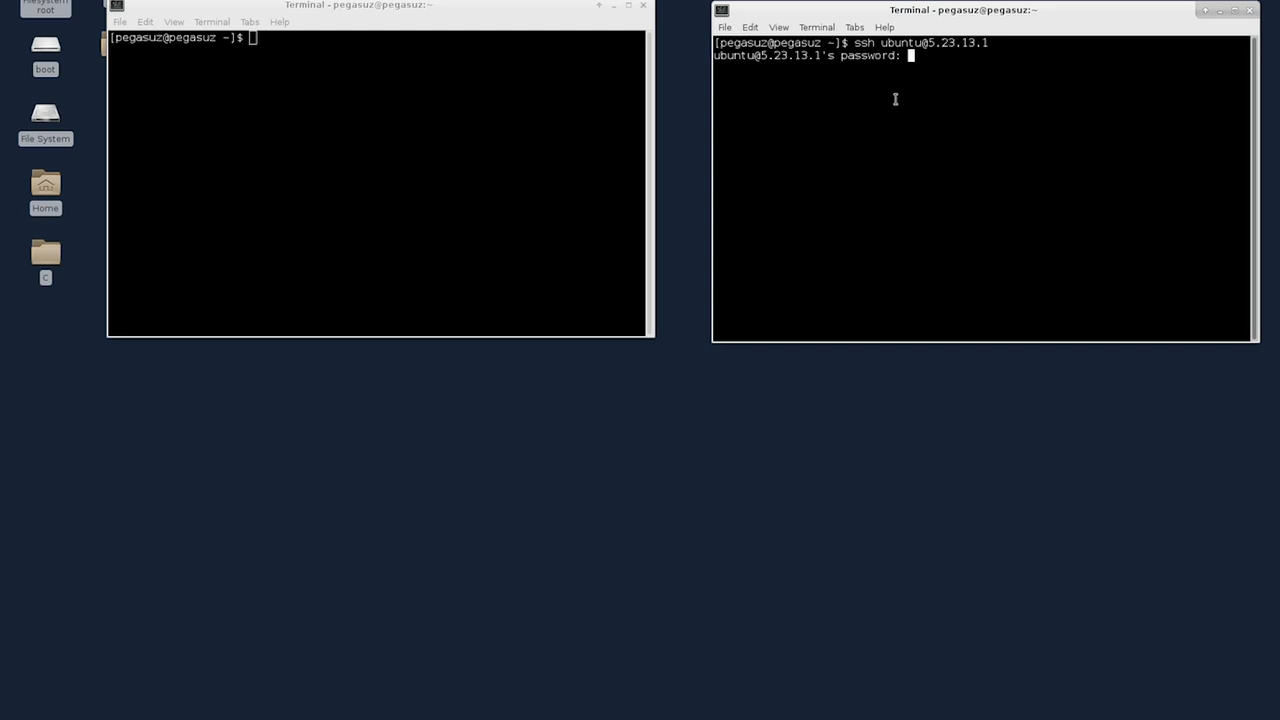 Filesystem
root
boot
File System
Home
C
Terminal - pegasuz@pegasuz:~
File Edit View Terminal Tabs Help
[pegasuz@pegasuz ~]$
Terminal - pegasuz@pegasuz:~
File Edit View Terminal Tabs Help
[pegasuz@pegasuz ~]$ ssh ubuntu@5.23.13.1
ubuntu@5.23.13.1's password: